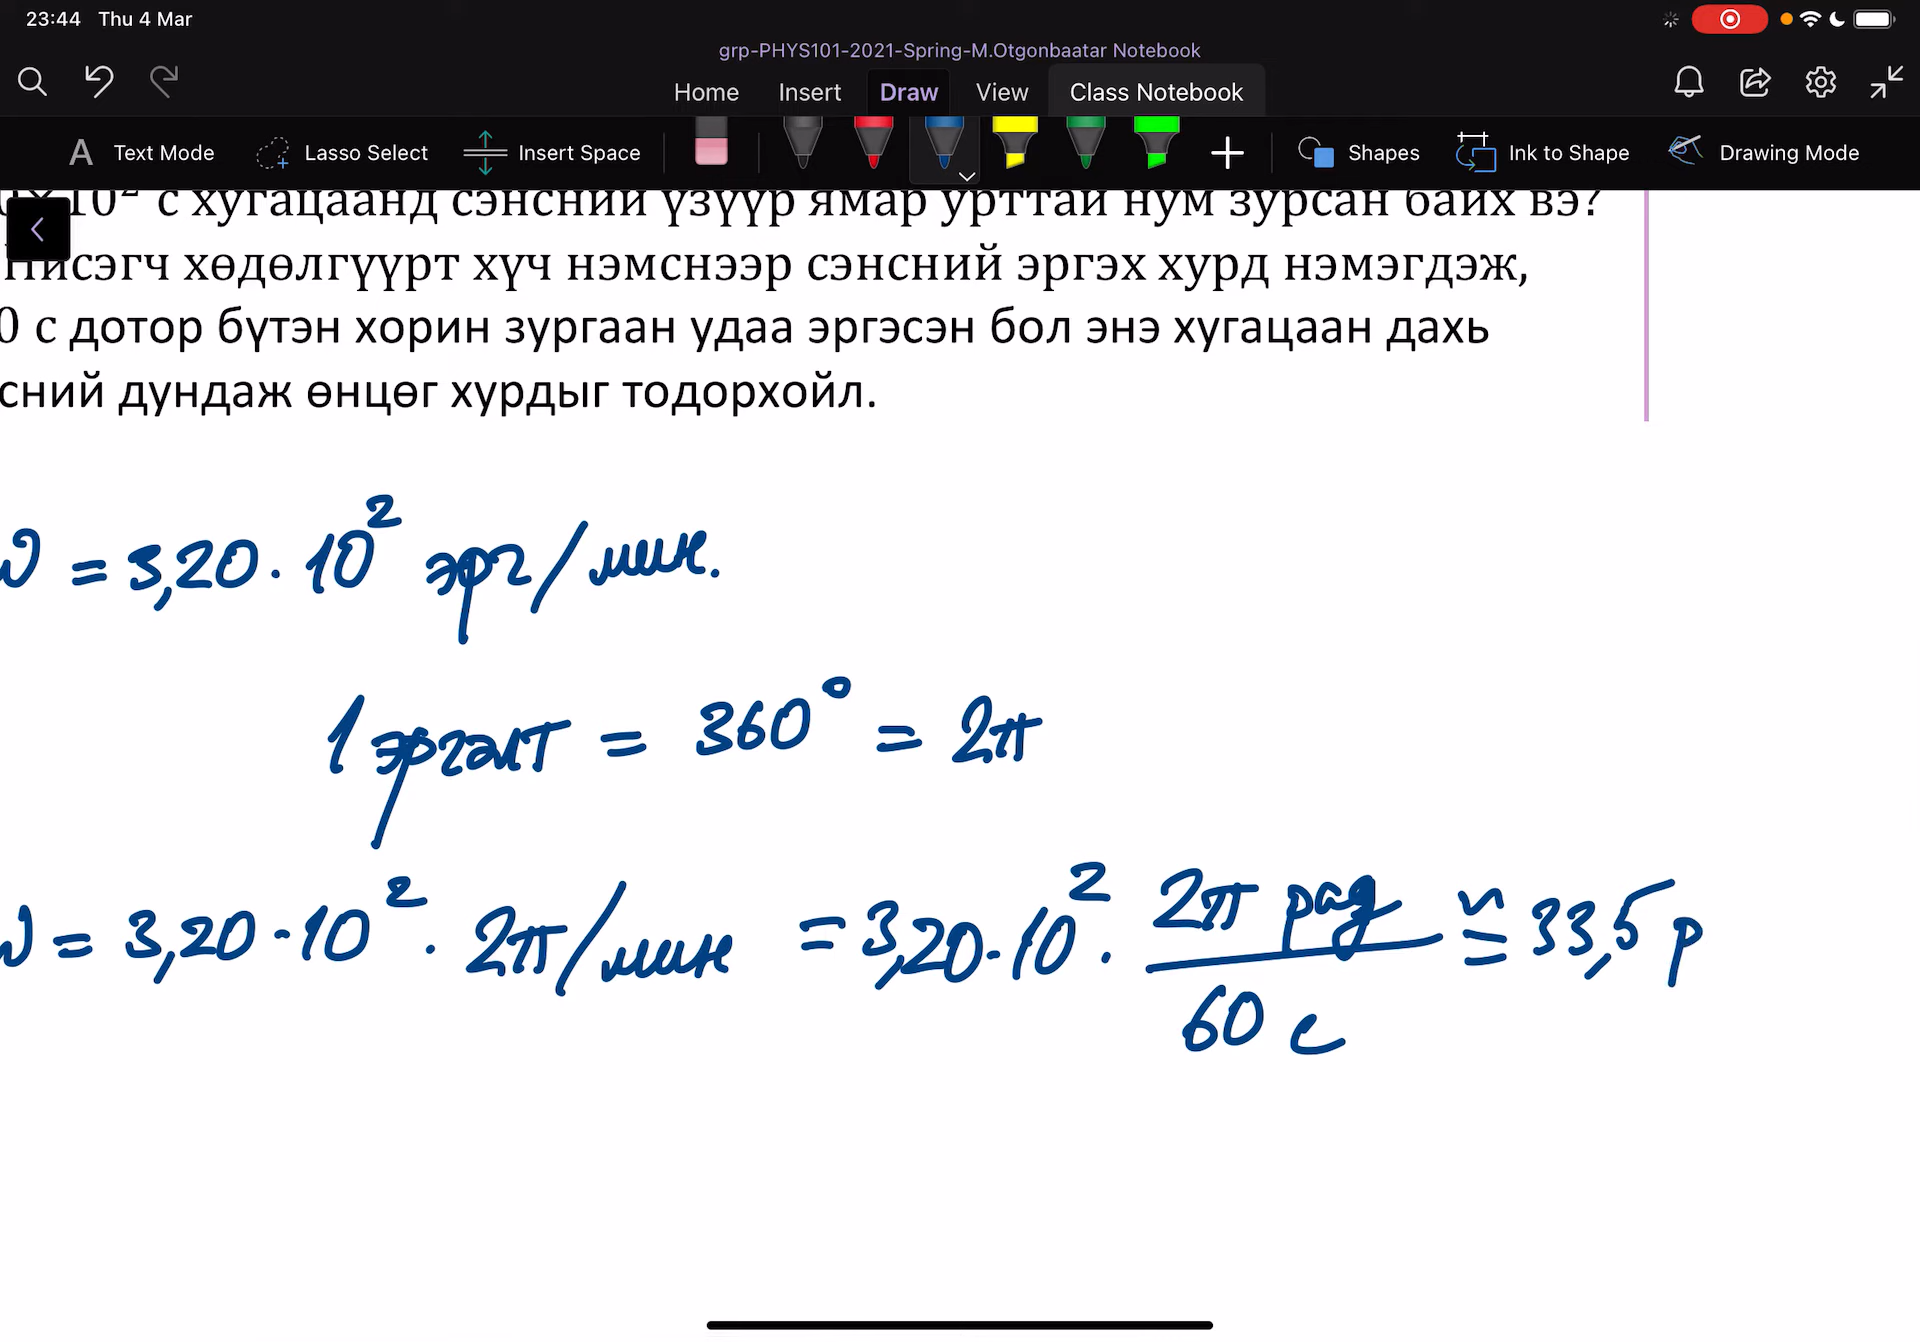 23:44 Thu 4 Mar
grp-PHYS101-2021-Spring-M.Otgonbaatar Notebook
Home Insert Draw View Class Notebook
Text Mode Lasso Select Insert Space Shapes Ink to Shape Drawing Mode
10² с хугацаанд сэнсний үзүүр ямар урттай нум зурсан байх вэ?
Нисэгч хөдөлгүүрт хүч нэмснээр сэнсний эргэх хурд нэмэгдэж,
0 с дотор бүтэн хорин зургаан удаа эргэсэн бол энэ хугацаан дахь
сний дундаж өнцөг хурдыг тодорхойл.
ω = 3,20 · 10² эрг/мин.
1 эргэлт = 360° = 2π
ω = 3,20 · 10² · 2π/мин = 3,20 · 10² · 2π рад / 60 с ≅ 33,5 р